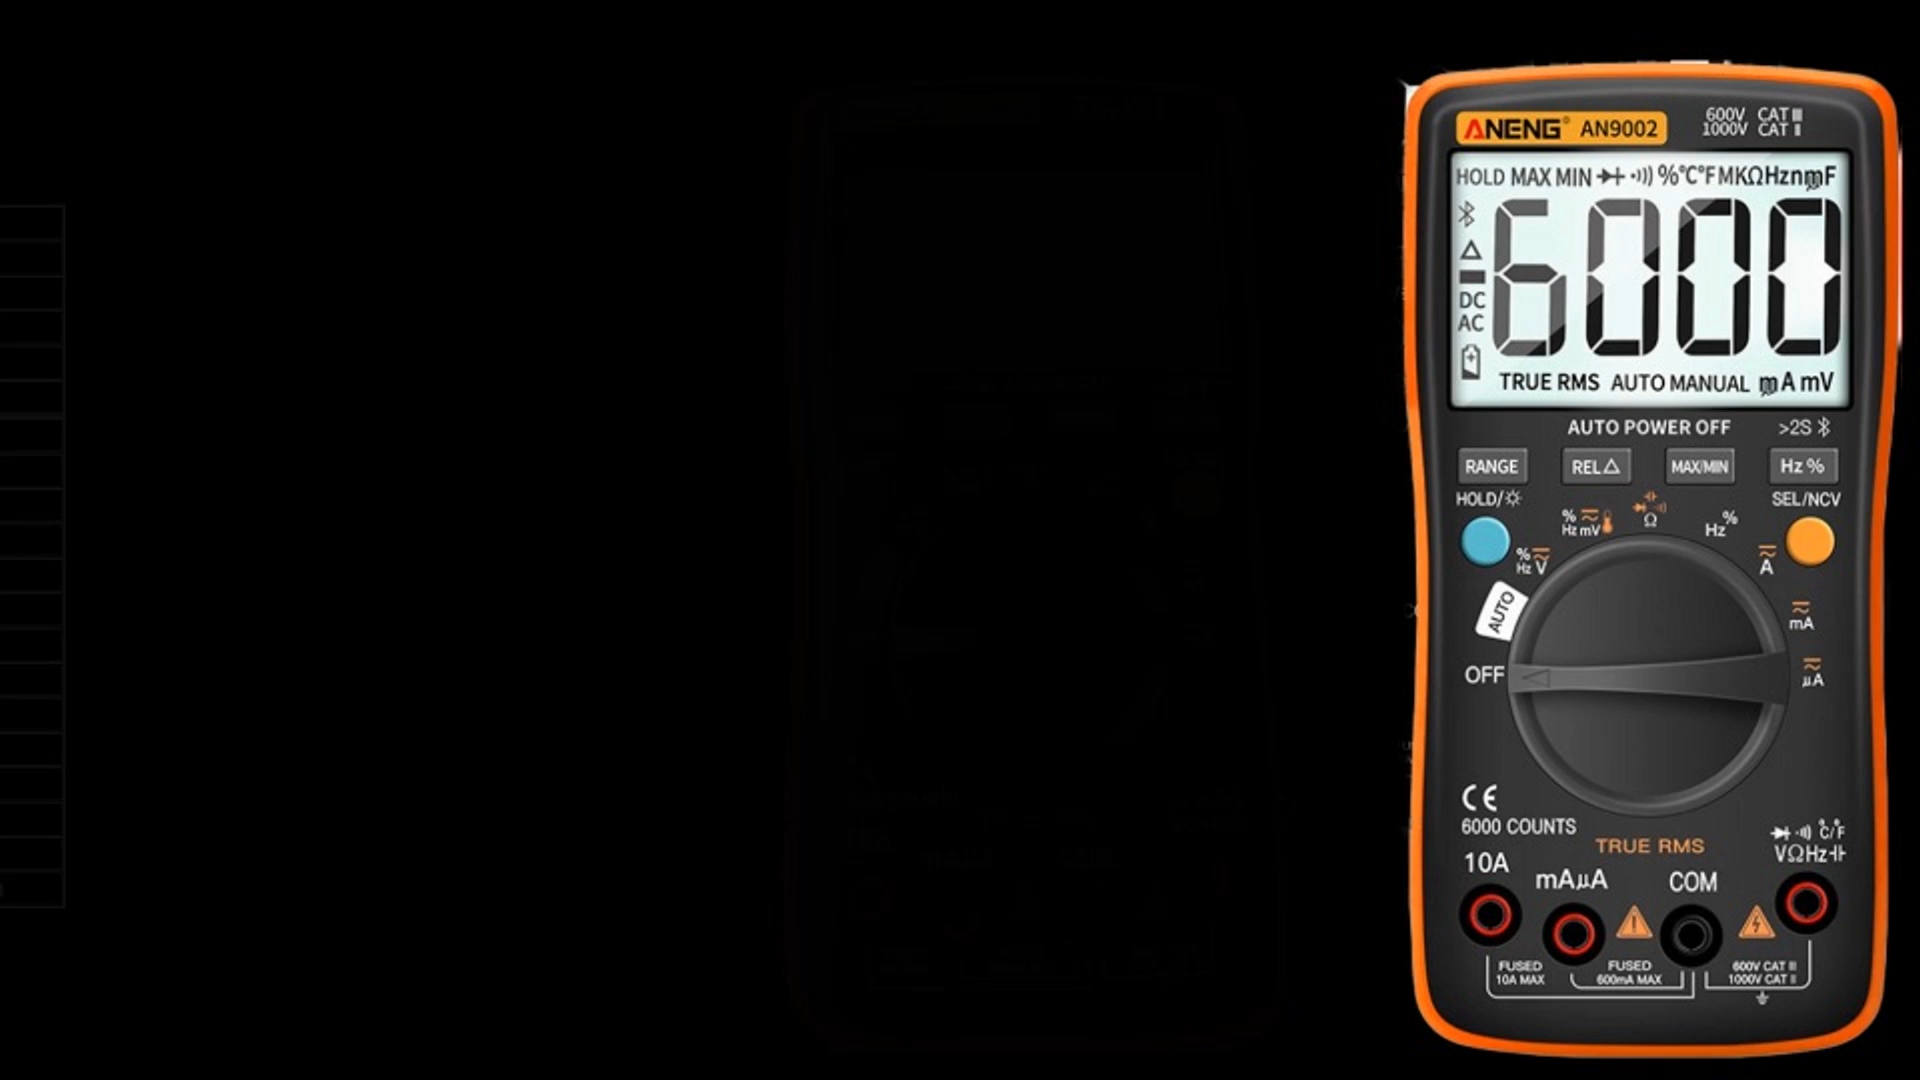 ANENG® AN9002
600V CAT III
1000V CAT II
HOLD MAX MIN %°C°F MKΩHznmF
6000
DC
AC
TRUE RMS AUTO MANUAL mA mV
AUTO POWER OFF >2S
RANGE REL△ MAX/MIN Hz %
HOLD/☼ SEL/NCV
% Hz mV
Ω
Hz%
% Hz V
A
AUTO
mA
OFF
μA
CE
6000 COUNTS
TRUE RMS
°C/°F
VΩHz
10A
mAμA
COM
FUSED
10A MAX
FUSED
600mA MAX
600V CAT III
1000V CAT II